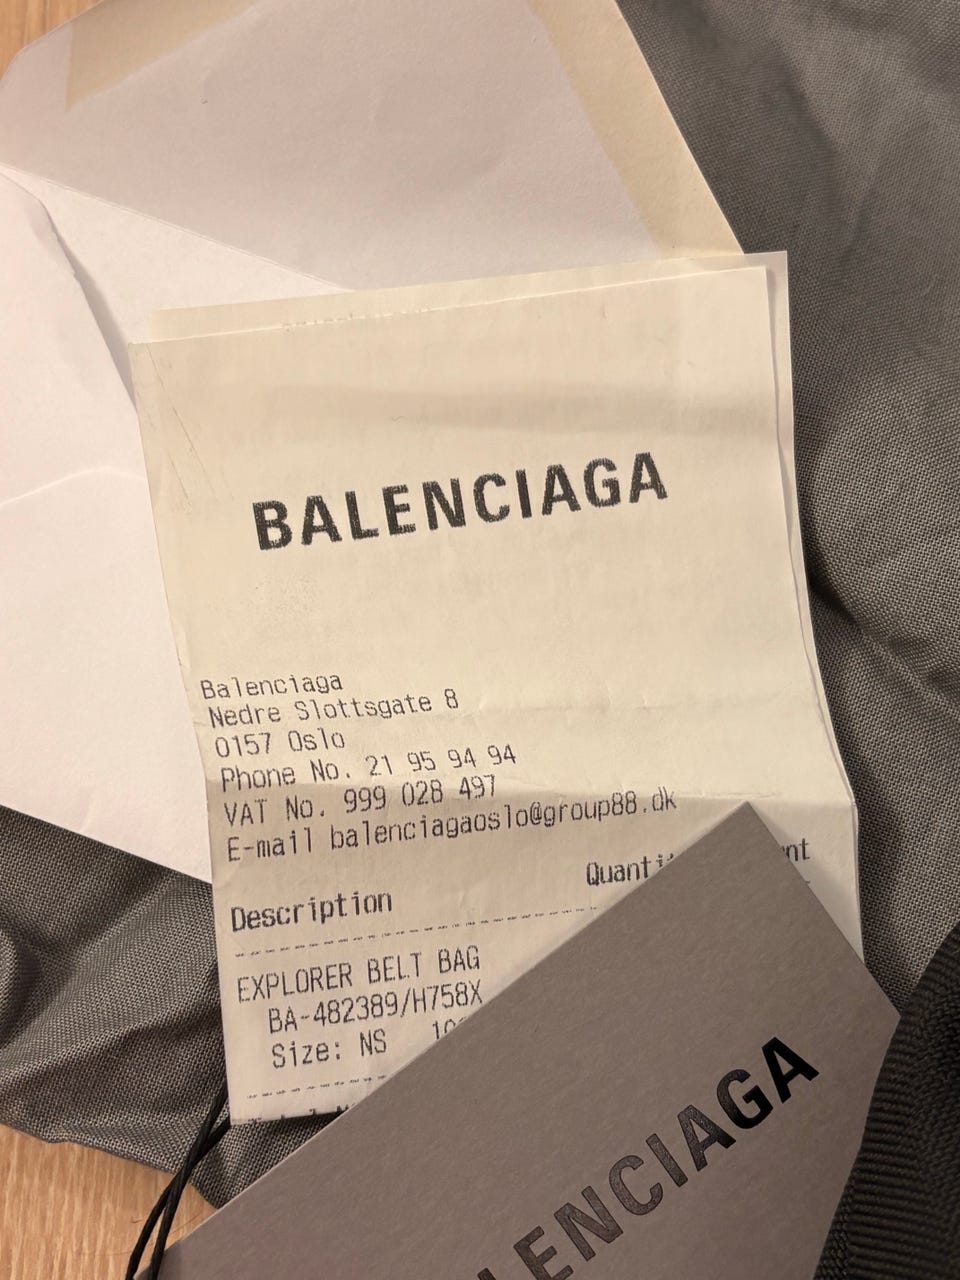 BALENCIAGA
Balenciaga
Nedre Slottsgate 8
0157 Oslo
Phone No. 21 95 94 94
VAT No. 999 028 497
E-mail balenciagaoslo@group88.dk
Description
EXPLORER BELT BAG
BA-482389/H758X
Size: NS
LENCIAGA